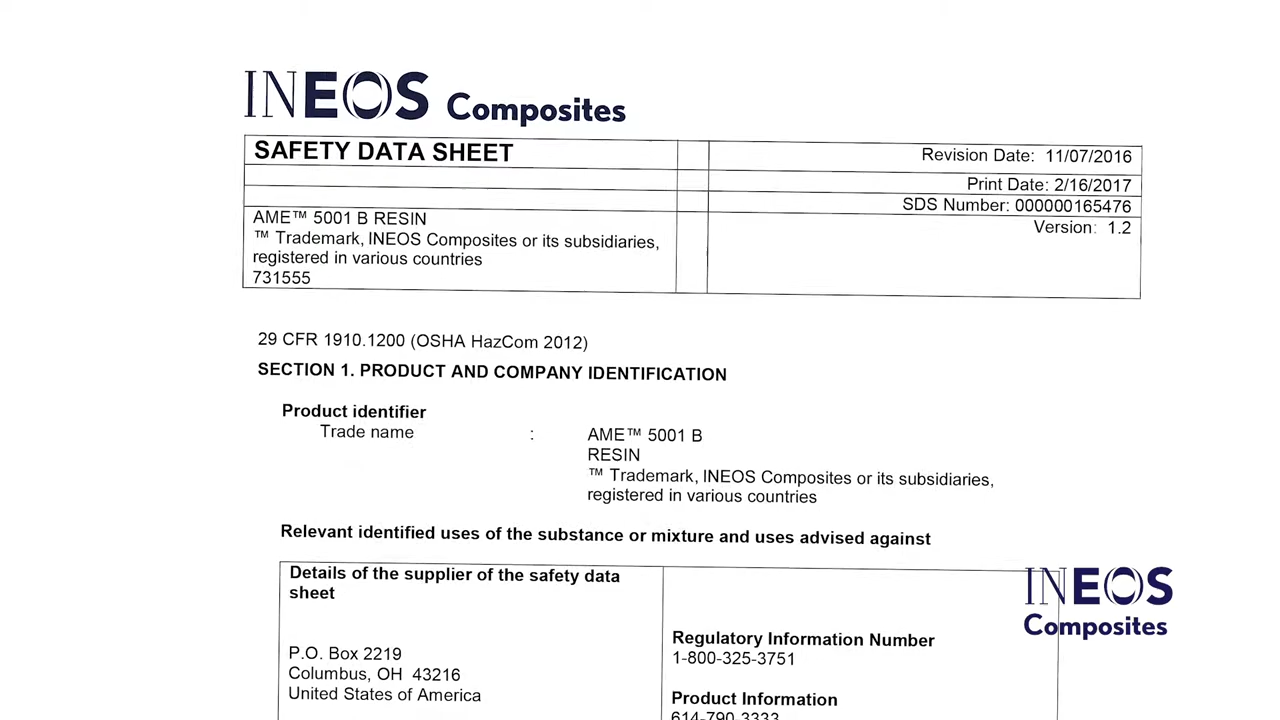 INEOS Composites
SAFETY DATA SHEET
Revision Date: 11/07/2016
Print Date: 2/16/2017
SDS Number: 000000165476
Version: 1.2
AME™ 5001 B RESIN
™ Trademark, INEOS Composites or its subsidiaries,
registered in various countries
731555
29 CFR 1910.1200 (OSHA HazCom 2012)
SECTION 1. PRODUCT AND COMPANY IDENTIFICATION
Product identifier
Trade name : AME™ 5001 B
RESIN
™ Trademark, INEOS Composites or its subsidiaries,
registered in various countries
Relevant identified uses of the substance or mixture and uses advised against
Details of the supplier of the safety data
sheet
P.O. Box 2219
Columbus, OH 43216
United States of America
Regulatory Information Number
1-800-325-3751
Product Information
614-790-3333
INEOS
Composites